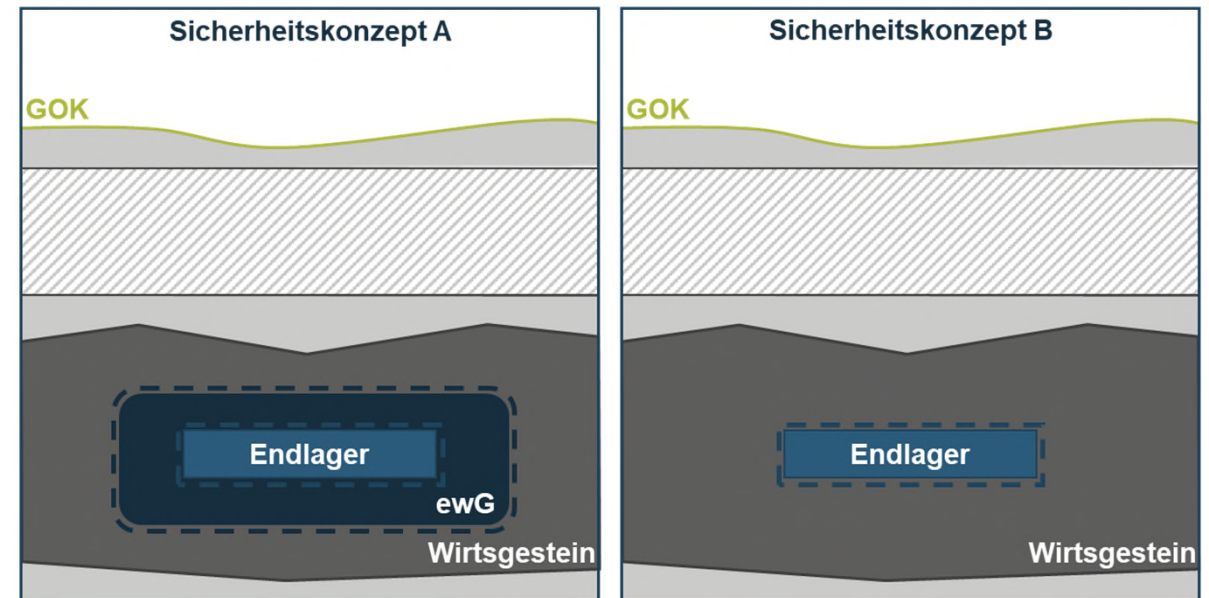 Sicherheitskonzept A
GOK
Endlager
ewG
Wirtsgestein
Sicherheitskonzept B
GOK
Endlager
Wirtsgestein